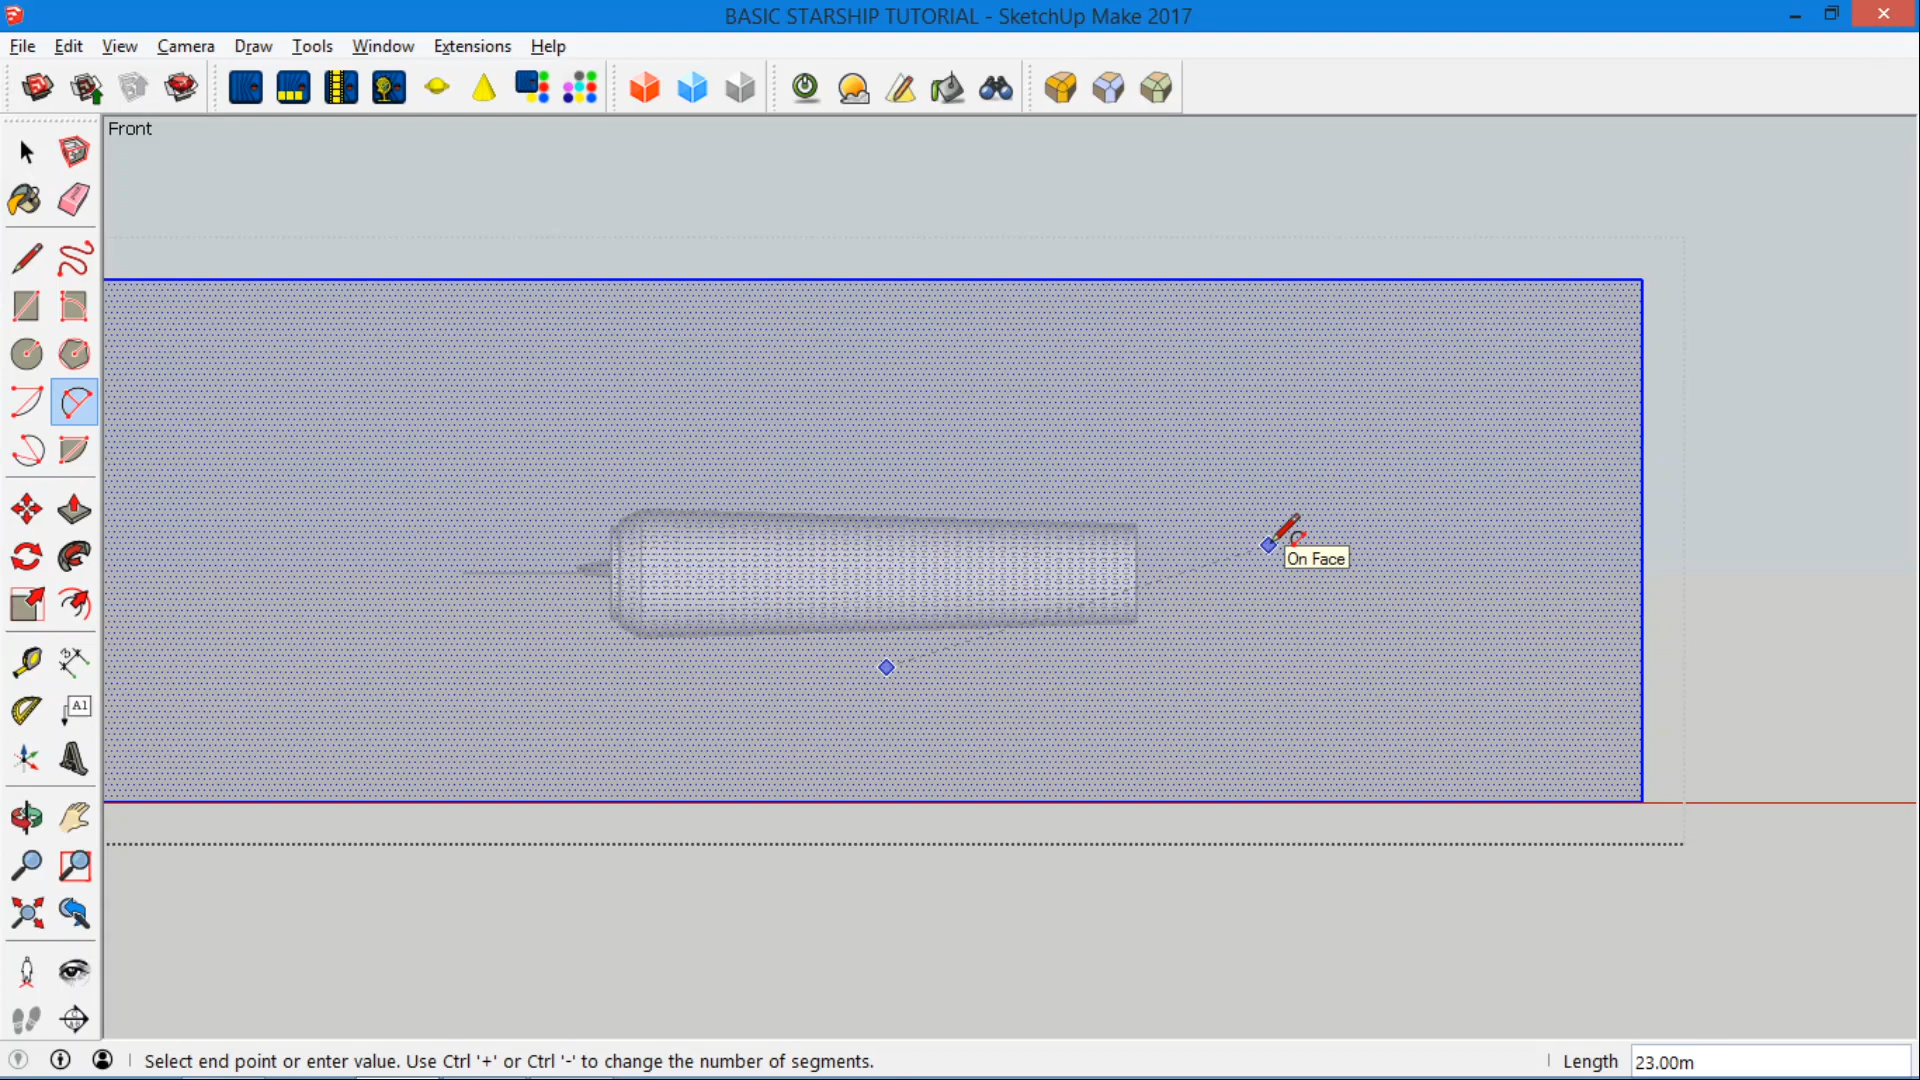 BASIC STARSHIP TUTORIAL - SketchUp Make 2017
File Edit View Camera Draw Tools Window Extensions Help
Front
On Face
A1
Select end point or enter value. Use Ctrl '+' or Ctrl '-' to change the number of segments.
Length 23.00m